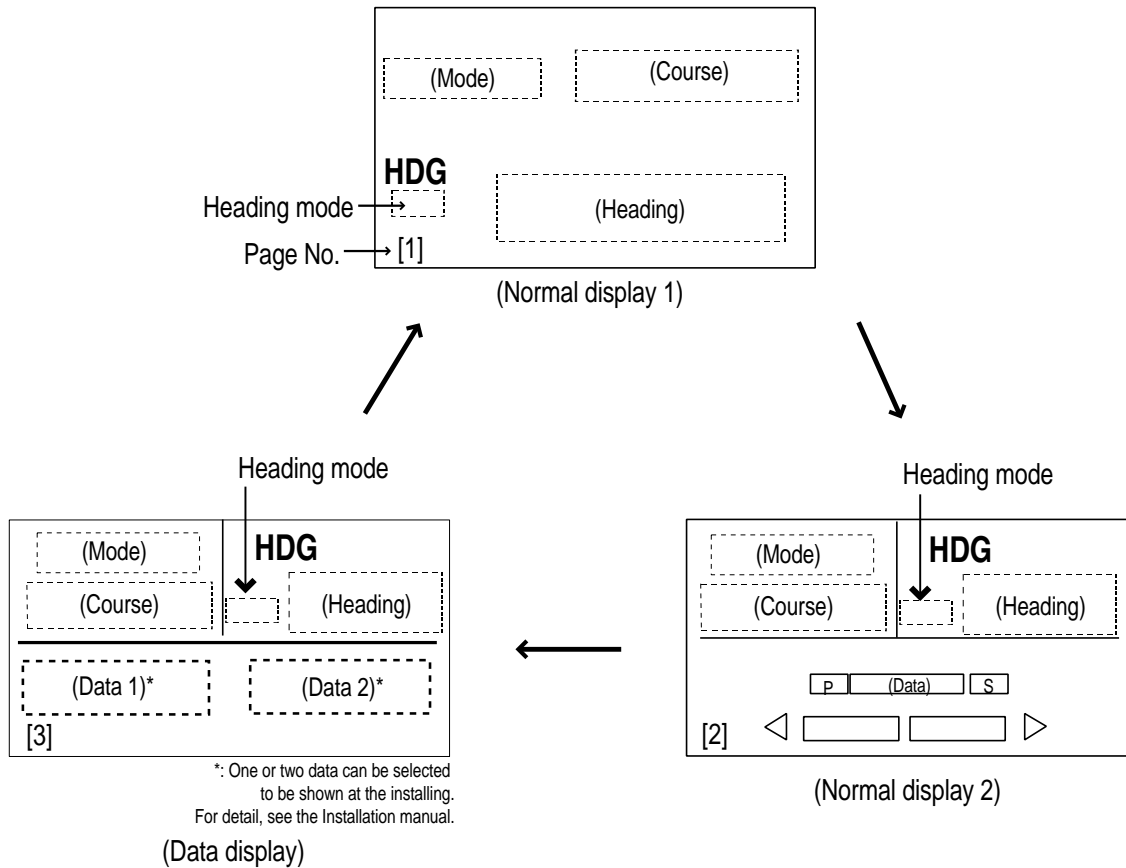 (Mode)
(Course)
HDG
Heading mode
(Heading)
Page No.
[1]
(Normal display 1)
Heading mode
(Mode)
HDG
(Course)
(Heading)
(Data 1)*
(Data 2)*
[3]
*: One or two data can be selected
to be shown at the installing.
For detail, see the Installation manual.
(Data display)
Heading mode
(Mode)
HDG
(Course)
(Heading)
P (Data) S
[2]
(Normal display 2)